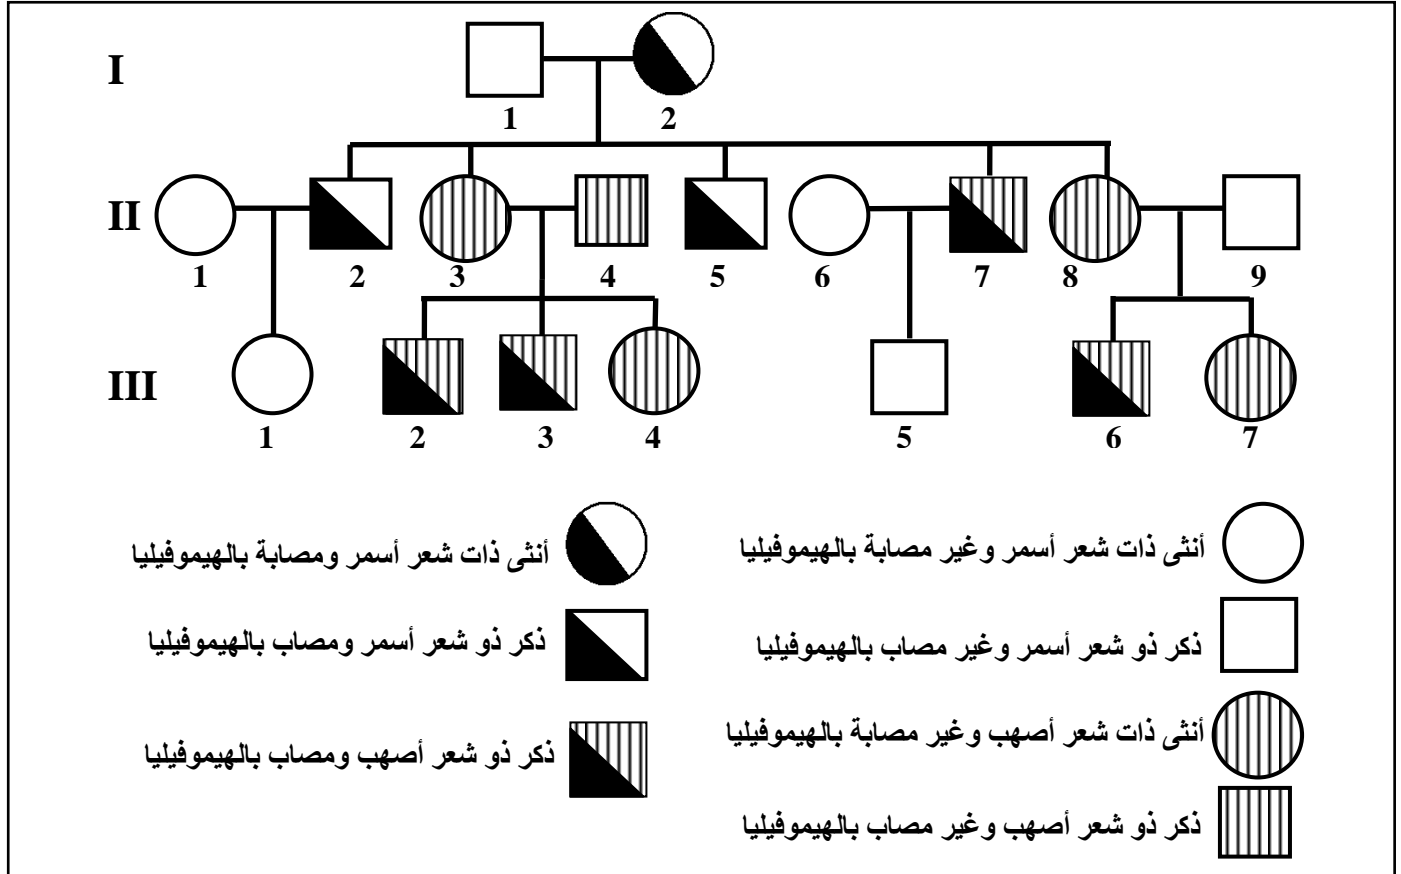 I
1 2
II
1 2 3 4 5 6 7 8 9
III
1 2 3 4 5 6 7
أنثى ذات شعر أسمر وغير مصابة بالهيموفيليا
أنثى ذات شعر أسمر ومصابة بالهيموفيليا
ذكر ذو شعر أسمر وغير مصاب بالهيموفيليا
ذكر ذو شعر أسمر ومصاب بالهيموفيليا
أنثى ذات شعر أصهب وغير مصابة بالهيموفيليا
ذكر ذو شعر أصهب ومصاب بالهيموفيليا
ذكر ذو شعر أصهب وغير مصاب بالهيموفيليا